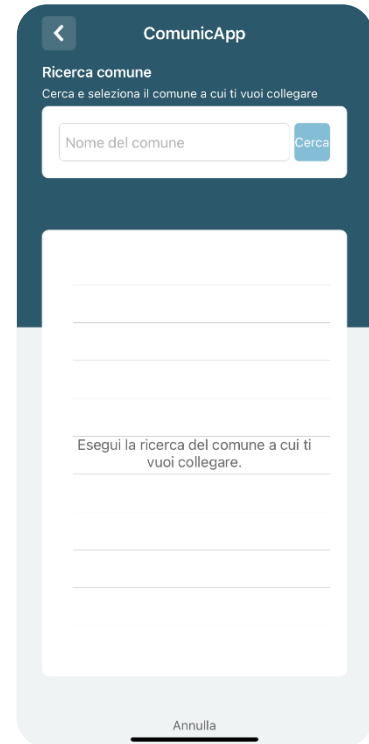 ComunicApp
Ricerca comune
Cerca e seleziona il comune a cui ti vuoi collegare
Nome del comune
Cerca
Esegui la ricerca del comune a cui ti
vuoi collegare.
Annulla